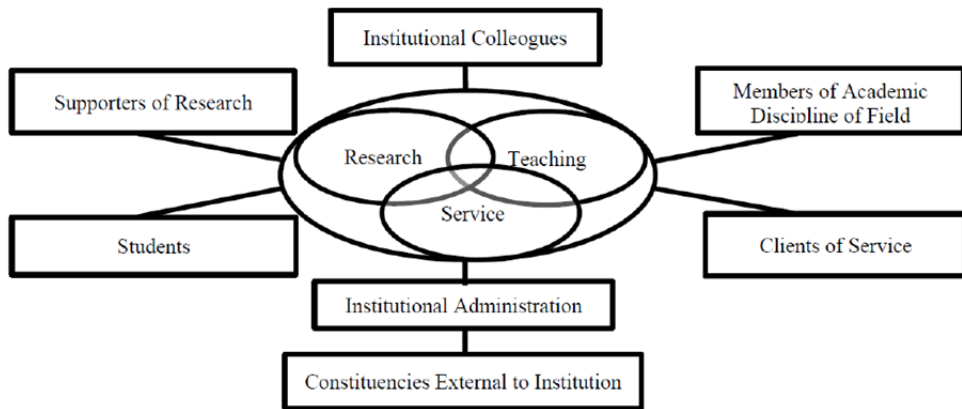 Institutional Colleogues
Supporters of Research
Members of Academic
Discipline of Field
Research
Teaching
Service
Students
Clients of Service
Institutional Administration
Constituencies External to Institution